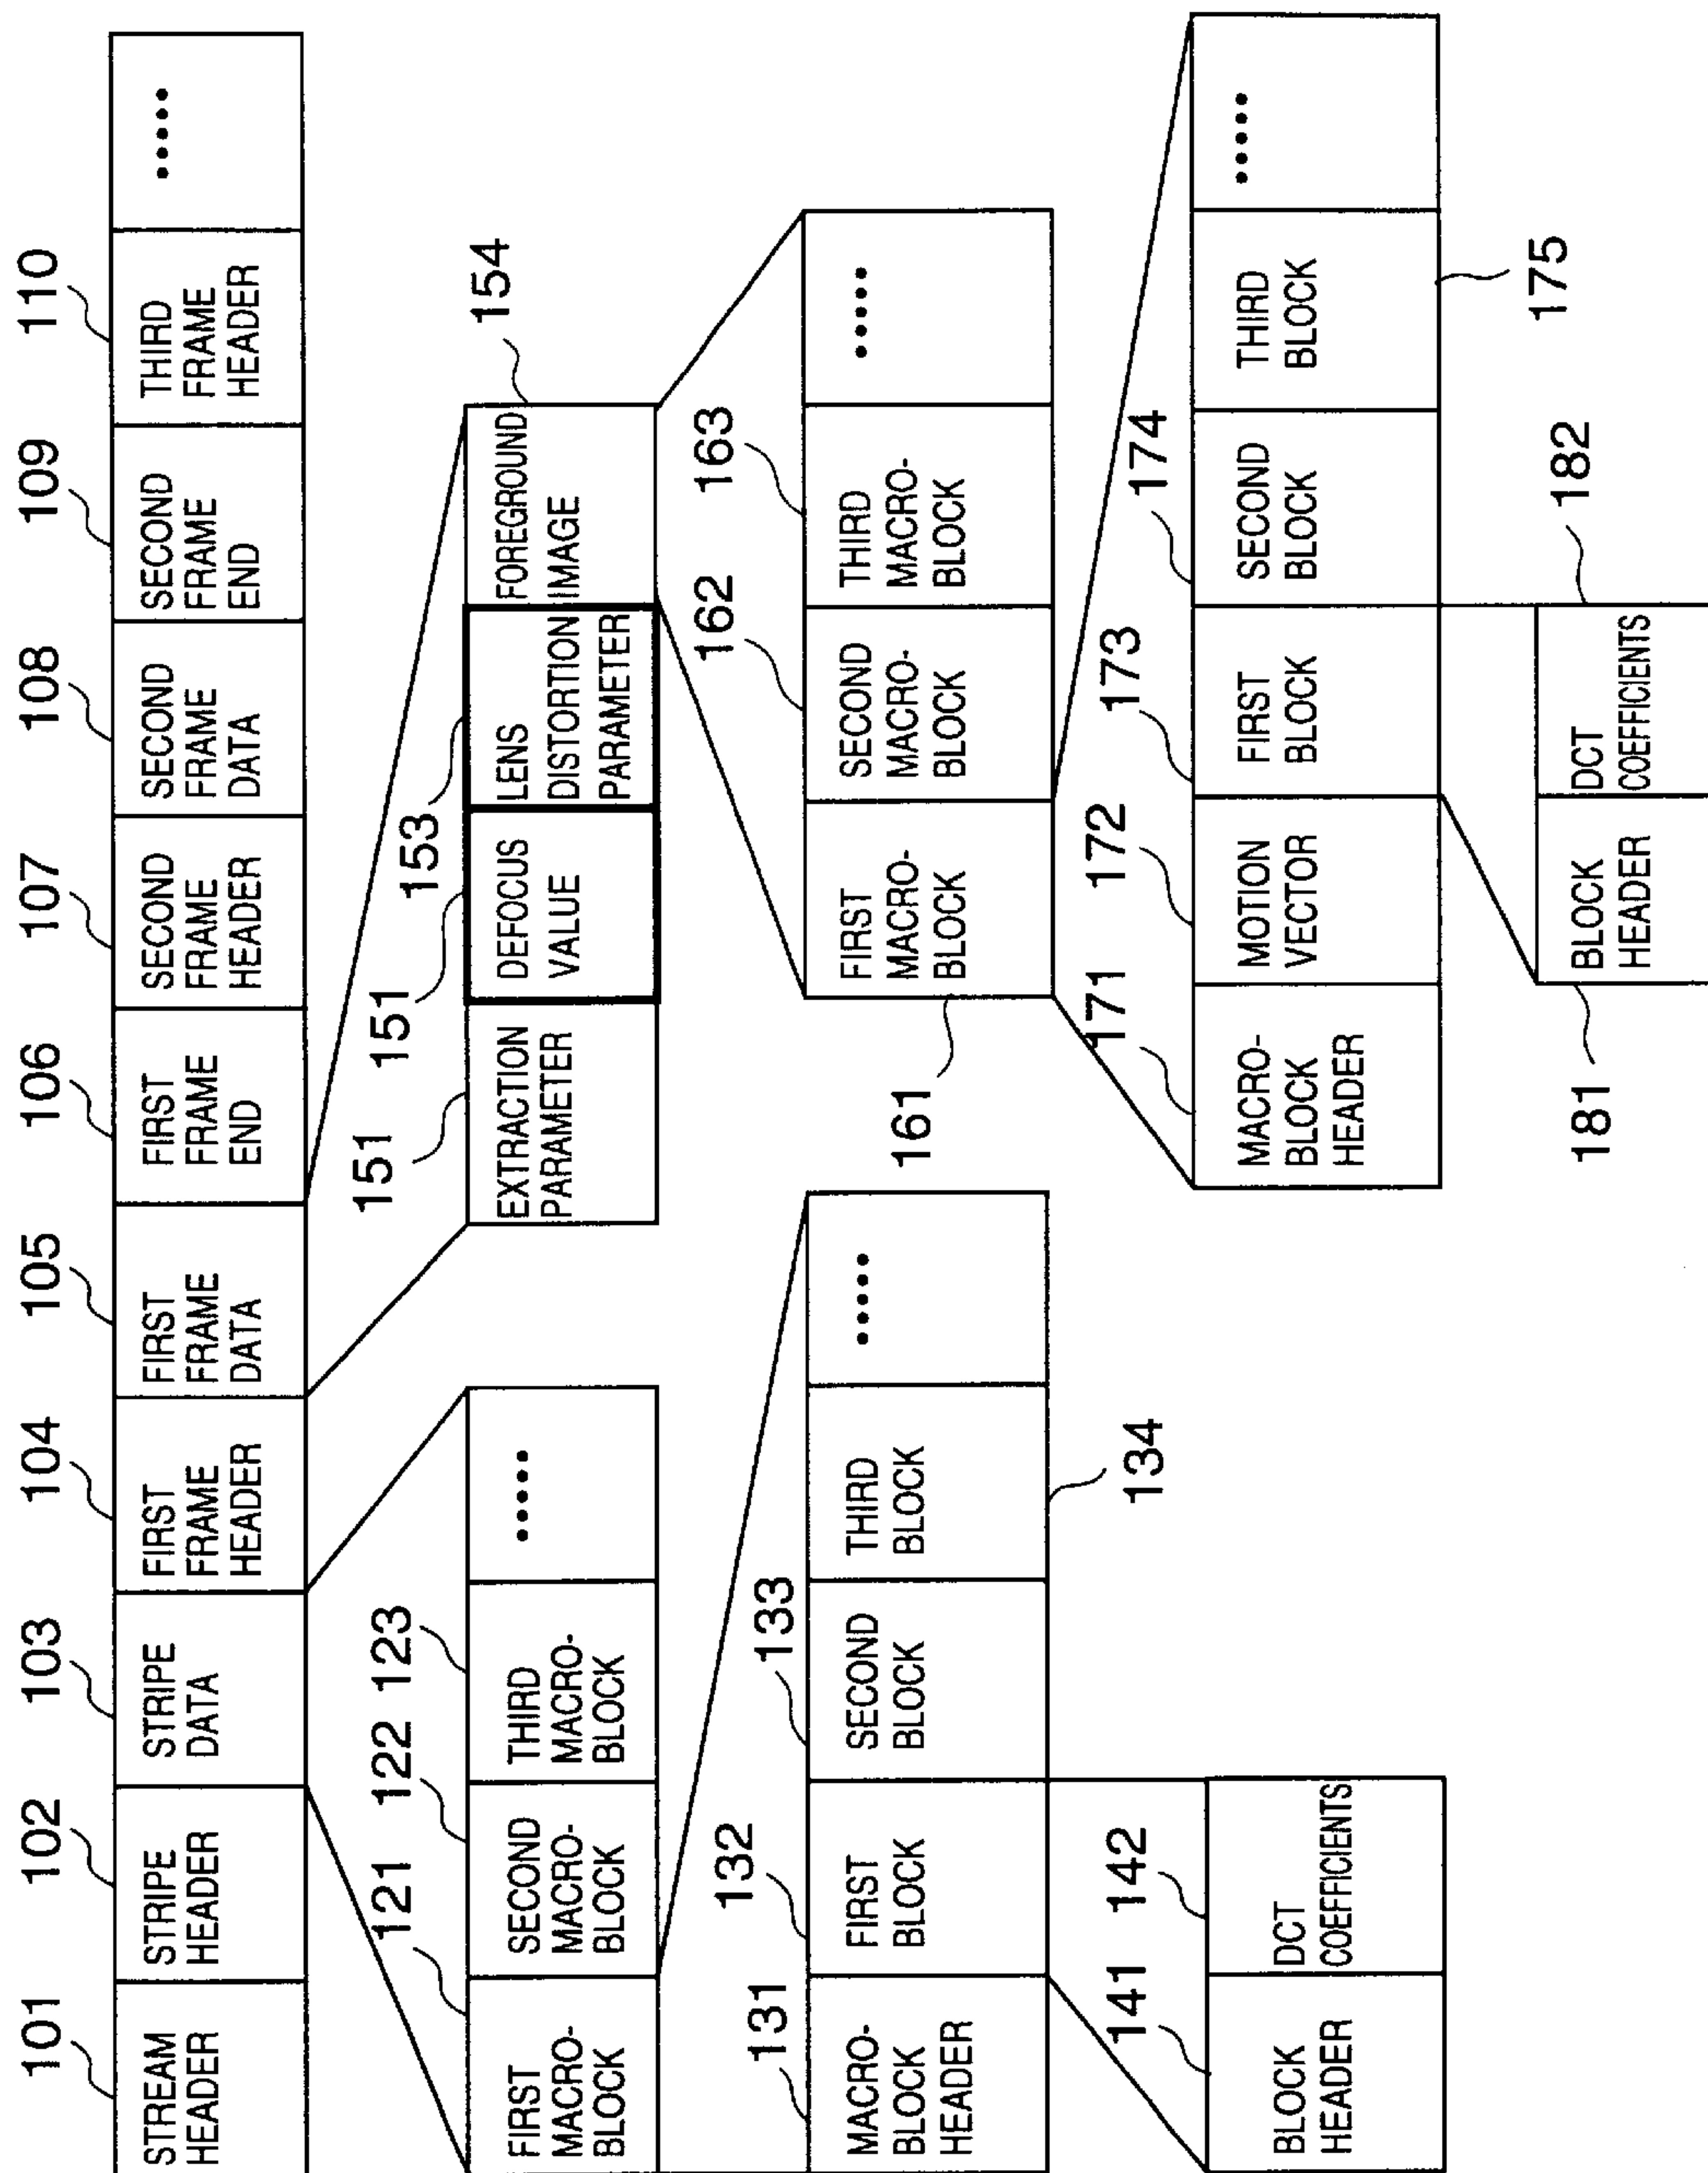 101
102
103
104
105
106
107
108
109
110
STREAM
HEADER
STRIPE
HEADER
STRIPE
DATA
FIRST
FRAME
HEADER
FIRST
FRAME
DATA
FIRST
FRAME
END
SECOND
FRAME
HEADER
SECOND
FRAME
DATA
SECOND
FRAME
END
THIRD
FRAME
HEADER
.....
121
122
123
FIRST
MACRO-
BLOCK
SECOND
MACRO-
BLOCK
THIRD
MACRO-
BLOCK
.....
151
151
153
154
EXTRACTION
PARAMETER
DEFOCUS
VALUE
LENS
DISTORTION
PARAMETER
FOREGROUND
IMAGE
131
132
133
134
MACRO-
BLOCK
HEADER
FIRST
BLOCK
SECOND
BLOCK
THIRD
BLOCK
.....
161
162
163
FIRST
MACRO-
BLOCK
SECOND
MACRO-
BLOCK
THIRD
MACRO-
BLOCK
.....
141
142
BLOCK
HEADER
DCT
COEFFICIENTS
171
172
173
174
175
MACRO-
BLOCK
HEADER
MOTION
VECTOR
FIRST
BLOCK
SECOND
BLOCK
THIRD
BLOCK
.....
181
182
BLOCK
HEADER
DCT
COEFFICIENTS